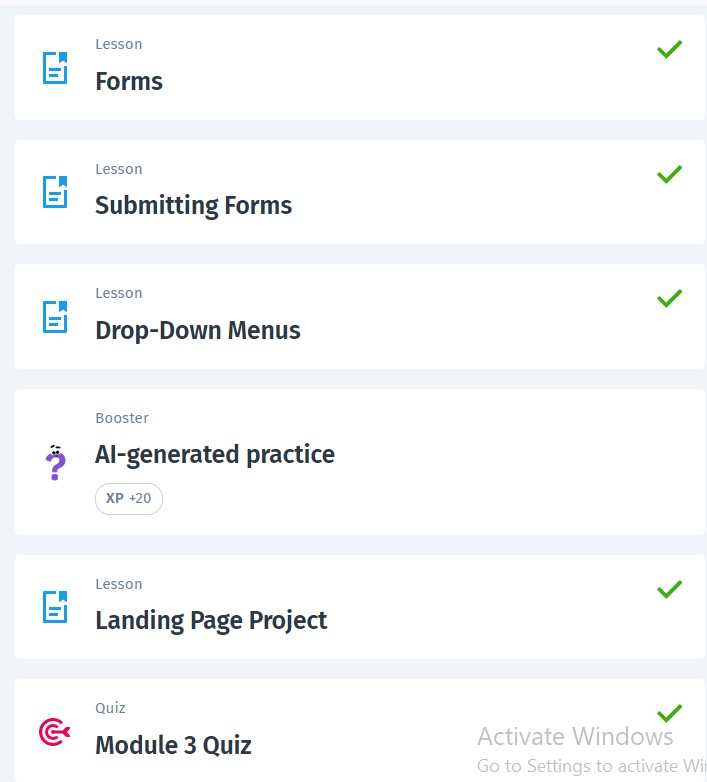 Lesson
Forms
Lesson
Submitting Forms
Lesson
Drop-Down Menus
Booster
AI-generated practice
XP +20
Lesson
Landing Page Project
Quiz
Module 3 Quiz
Activate Windows
Go to Settings to activate